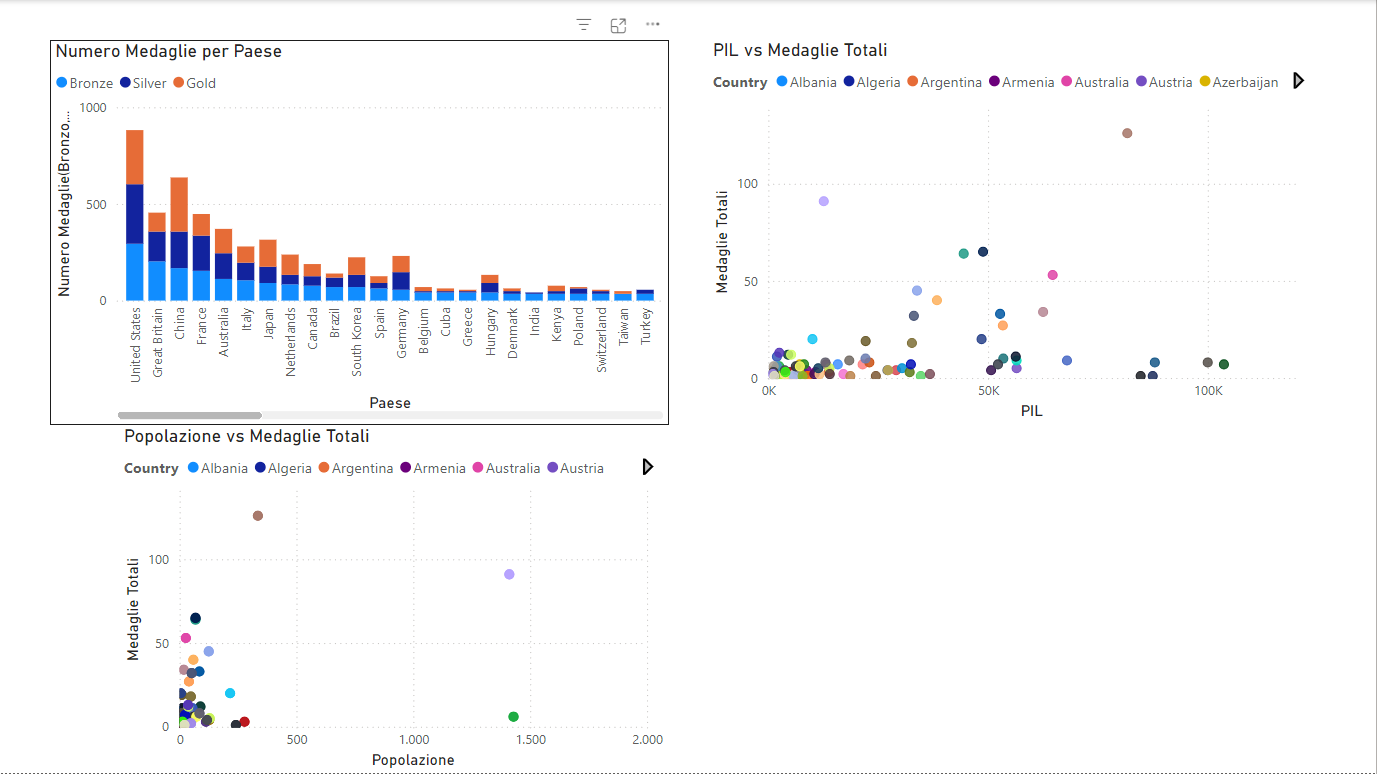 Numero Medaglie per Paese
Bronze Silver Gold
Numero Medaglie(Bronzo,...
1000
500
0
United States
Great Britain
China
France
Australia
Italy
Japan
Netherlands
Canada
Brazil
South Korea
Spain
Germany
Belgium
Cuba
Greece
Hungary
Denmark
India
Kenya
Poland
Switzerland
Taiwan
Turkey
Paese
PIL vs Medaglie Totali
Country Albania Algeria Argentina Armenia Australia Austria Azerbaijan
Medaglie Totali
100
50
0
0K 50K 100K
PIL
Popolazione vs Medaglie Totali
Country Albania Algeria Argentina Armenia Australia Austria
Medaglie Totali
100
50
0
0 500 1.000 1.500 2.000
Popolazione